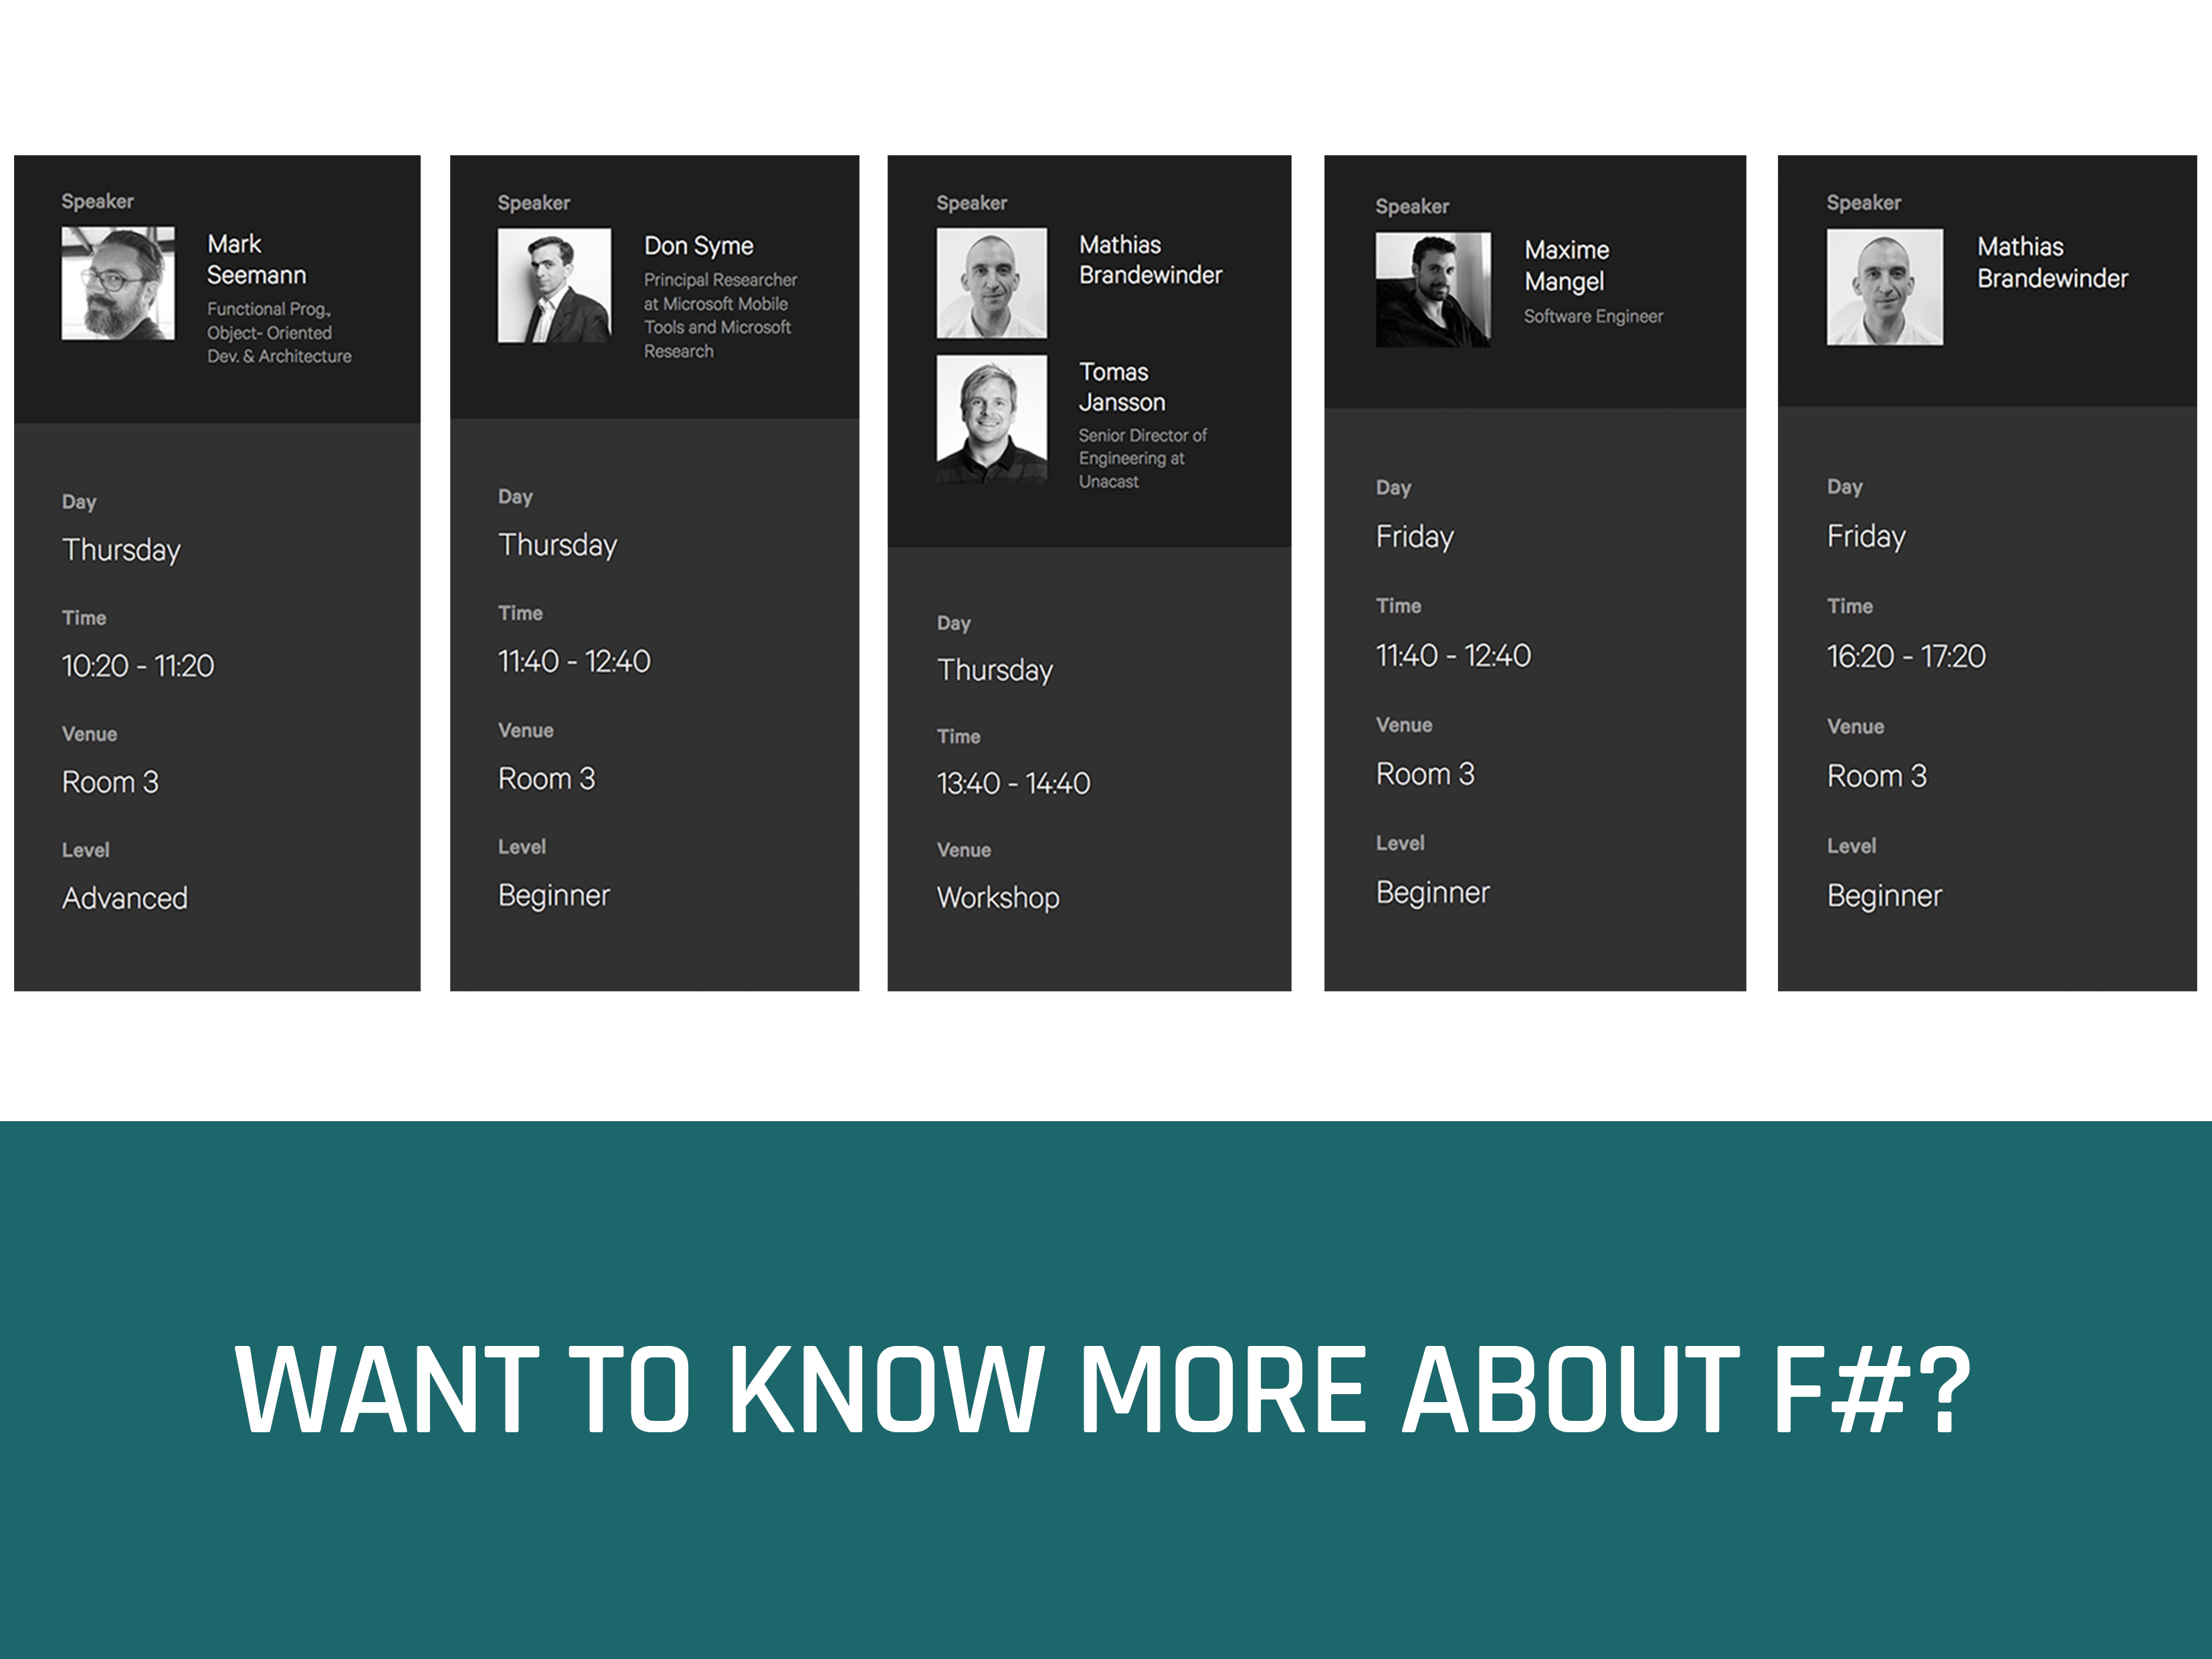 Speaker
Mark
Seemann
Functional Prog.,
Object- Oriented
Dev. & Architecture
Day
Thursday
Time
10:20 - 11:20
Venue
Room 3
Level
Advanced
Speaker
Don Syme
Principal Researcher
at Microsoft Mobile
Tools and Microsoft
Research
Day
Thursday
Time
11:40 - 12:40
Venue
Room 3
Level
Beginner
Speaker
Mathias
Brandewinder
Tomas
Jansson
Senior Director of
Engineering at
Unacast
Day
Thursday
Time
13:40 - 14:40
Venue
Workshop
Speaker
Maxime
Mangel
Software Engineer
Day
Friday
Time
11:40 - 12:40
Venue
Room 3
Level
Beginner
Speaker
Mathias
Brandewinder
Day
Friday
Time
16:20 - 17:20
Venue
Room 3
Level
Beginner
WANT TO KNOW MORE ABOUT F#?